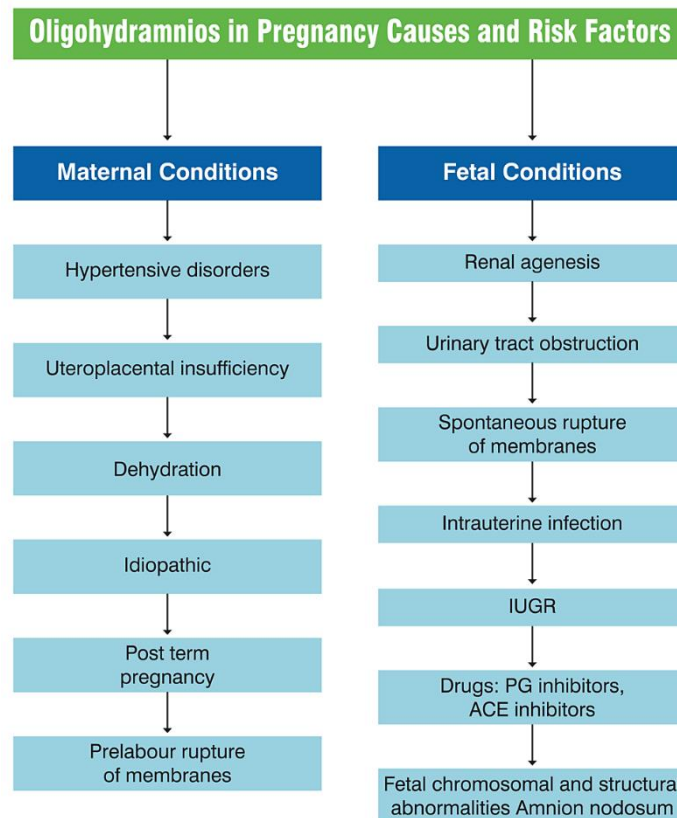 Oligohydramnios in Pregnancy Causes and Risk Factors
Maternal Conditions
Hypertensive disorders
Uteroplacental insufficiency
Dehydration
Idiopathic
Post term
pregnancy
Prelabour rupture
of membranes
Fetal Conditions
Renal agenesis
Urinary tract obstruction
Spontaneous rupture
of membranes
Intrauterine infection
IUGR
Drugs: PG inhibitors,
ACE inhibitors
Fetal chromosomal and structura
abnormalities Amnion nodosum